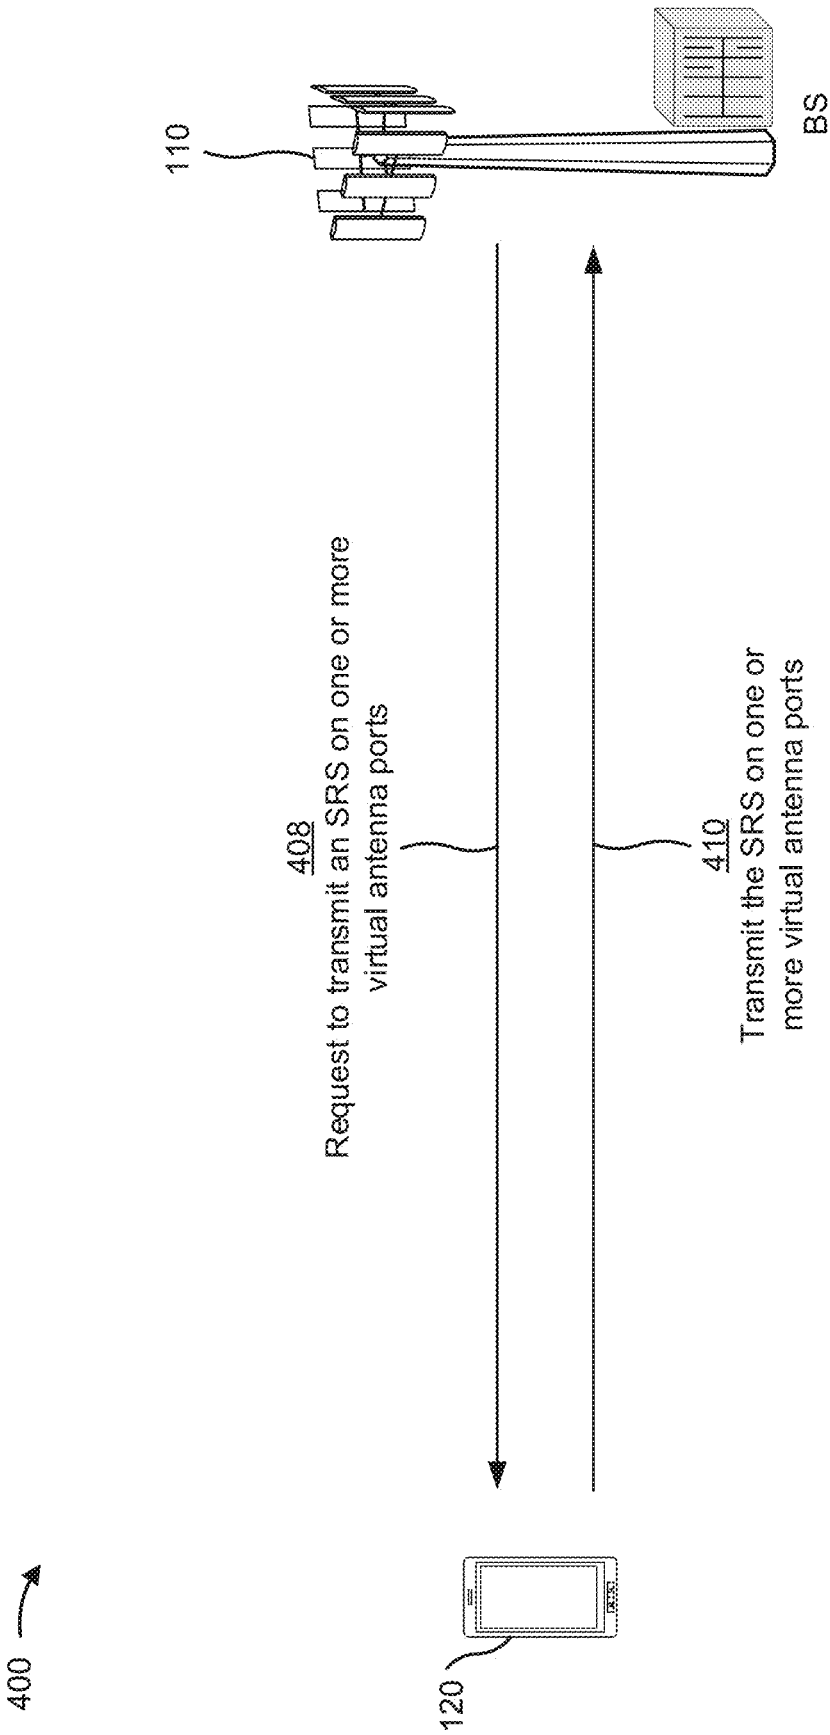 400
110
408
Request to transmit an SRS on one or more
virtual antenna ports
410
Transmit the SRS on one or
more virtual antenna ports
120
BS